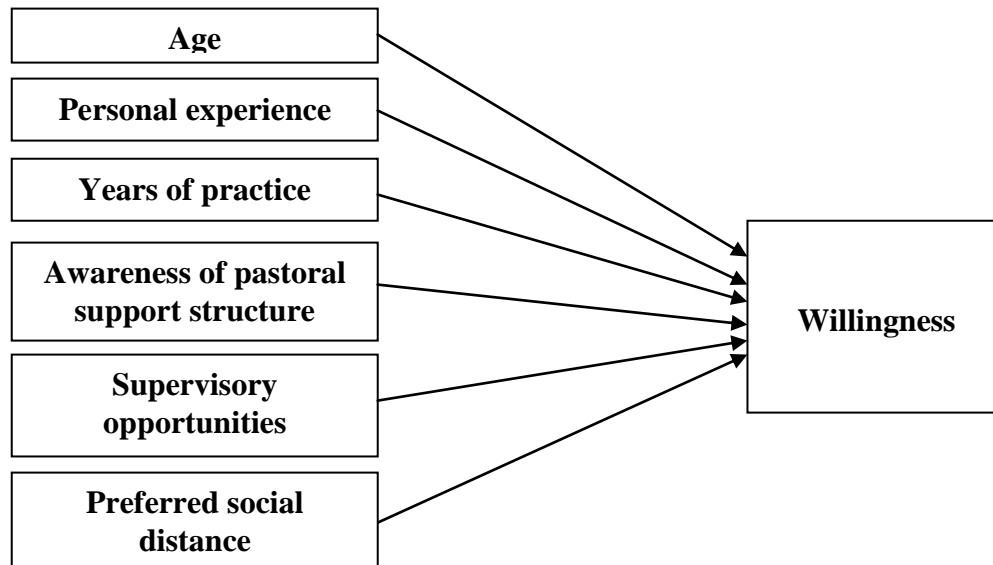 Age
Personal experience
Years of practice
Awareness of pastoral
support structure
Supervisory
opportunities
Preferred social
distance
Willingness